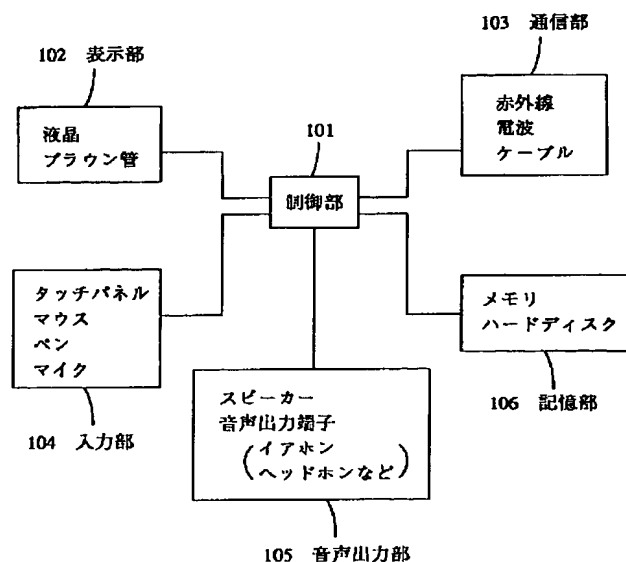 102 表示部
液晶
ブラウン管
103 通信部
赤外線
電波
ケーブル
101
制御部
タッチパネル
マウス
ペン
マイク
104 入力部
メモリ
ハードディスク
106 記憶部
スピーカー
音声出力端子
(イアホン
ヘッドホンなど)
105 音声出力部